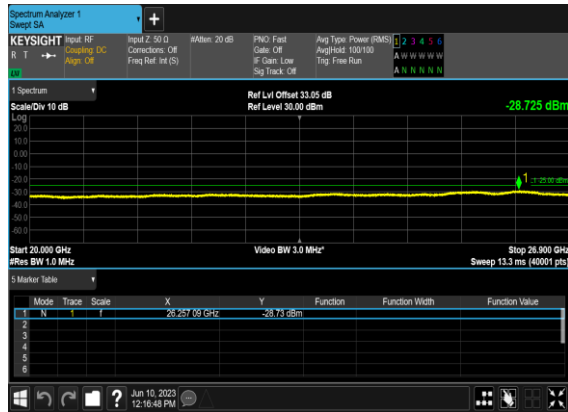 Spectrum Analyzer 1
Swept SA
+
KEYSIGHT Input: RF Input Z: 50 Ω #Atten: 20 dB PNO: Fast Avg Type: Power (RMS) 1 2 3 4 5 6
R T Coupling: DC Corrections: Off Gate: Off Avg|Hold: 100/100 A W W W W W
Align: Off Freq Ref: Int (S) IF Gain: Low Trig: Free Run
Sig Track: Off A N N N N N
1 Spectrum
Ref Lvl Offset 33.05 dB
Scale/Div 10 dB Ref Level 30.00 dBm -28.725 dBm
Log
20.0
10.0
0.00
-10.0
-20.0
1
-25.00 dBm
-30.0
-40.0
-50.0
-60.0
Start 20.000 GHz Video BW 3.0 MHz* Stop 26.900 GHz
#Res BW 1.0 MHz Sweep 13.3 ms (40001 pts)
5 Marker Table
Mode Trace Scale X Y Function Function Width Function Value
1 N 1 f 26.257 09 GHz -28.73 dBm
2
3
4
5
6
? Jun 10, 2023
12:16:48 PM